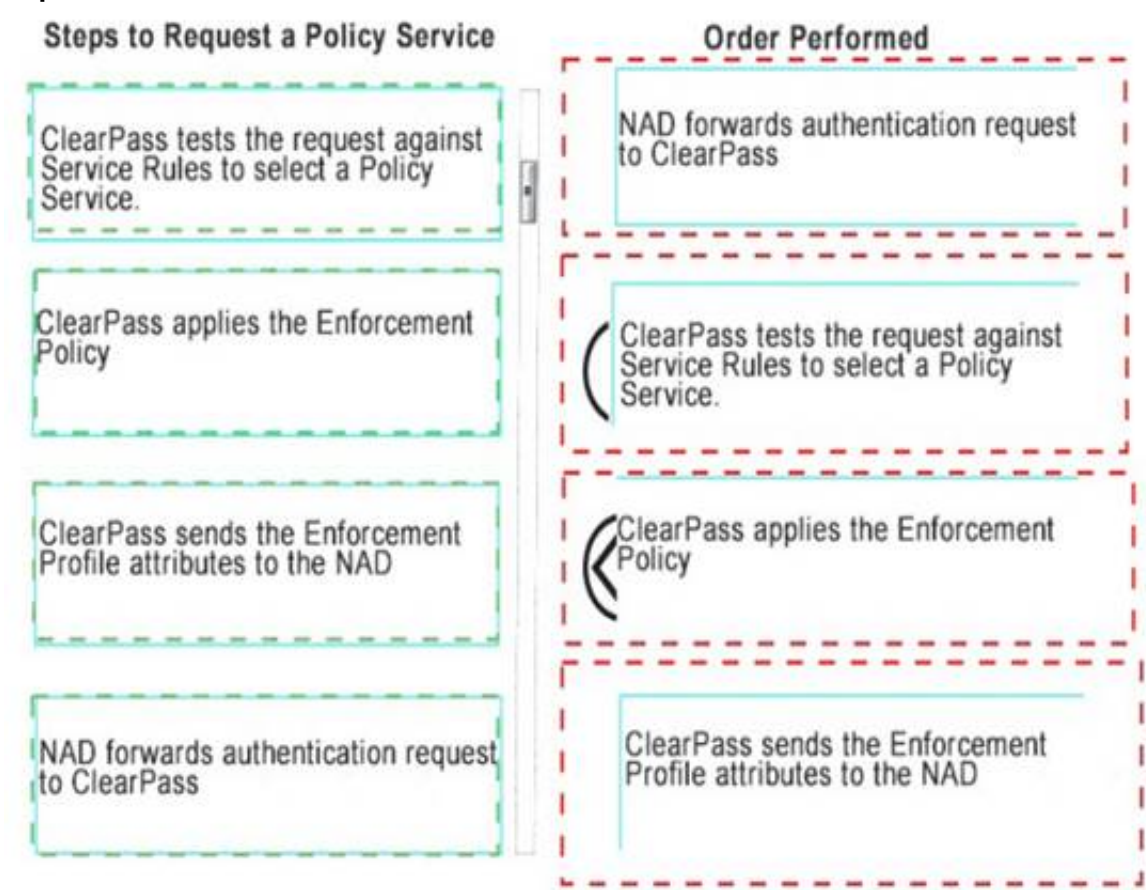 Steps to Request a Policy Service
ClearPass tests the request against
Service Rules to select a Policy
Service.
ClearPass applies the Enforcement
Policy
ClearPass sends the Enforcement
Profile attributes to the NAD
NAD forwards authentication request
to ClearPass
Order Performed
NAD forwards authentication request
to ClearPass
ClearPass tests the request against
Service Rules to select a Policy
Service.
ClearPass applies the Enforcement
Policy
ClearPass sends the Enforcement
Profile attributes to the NAD